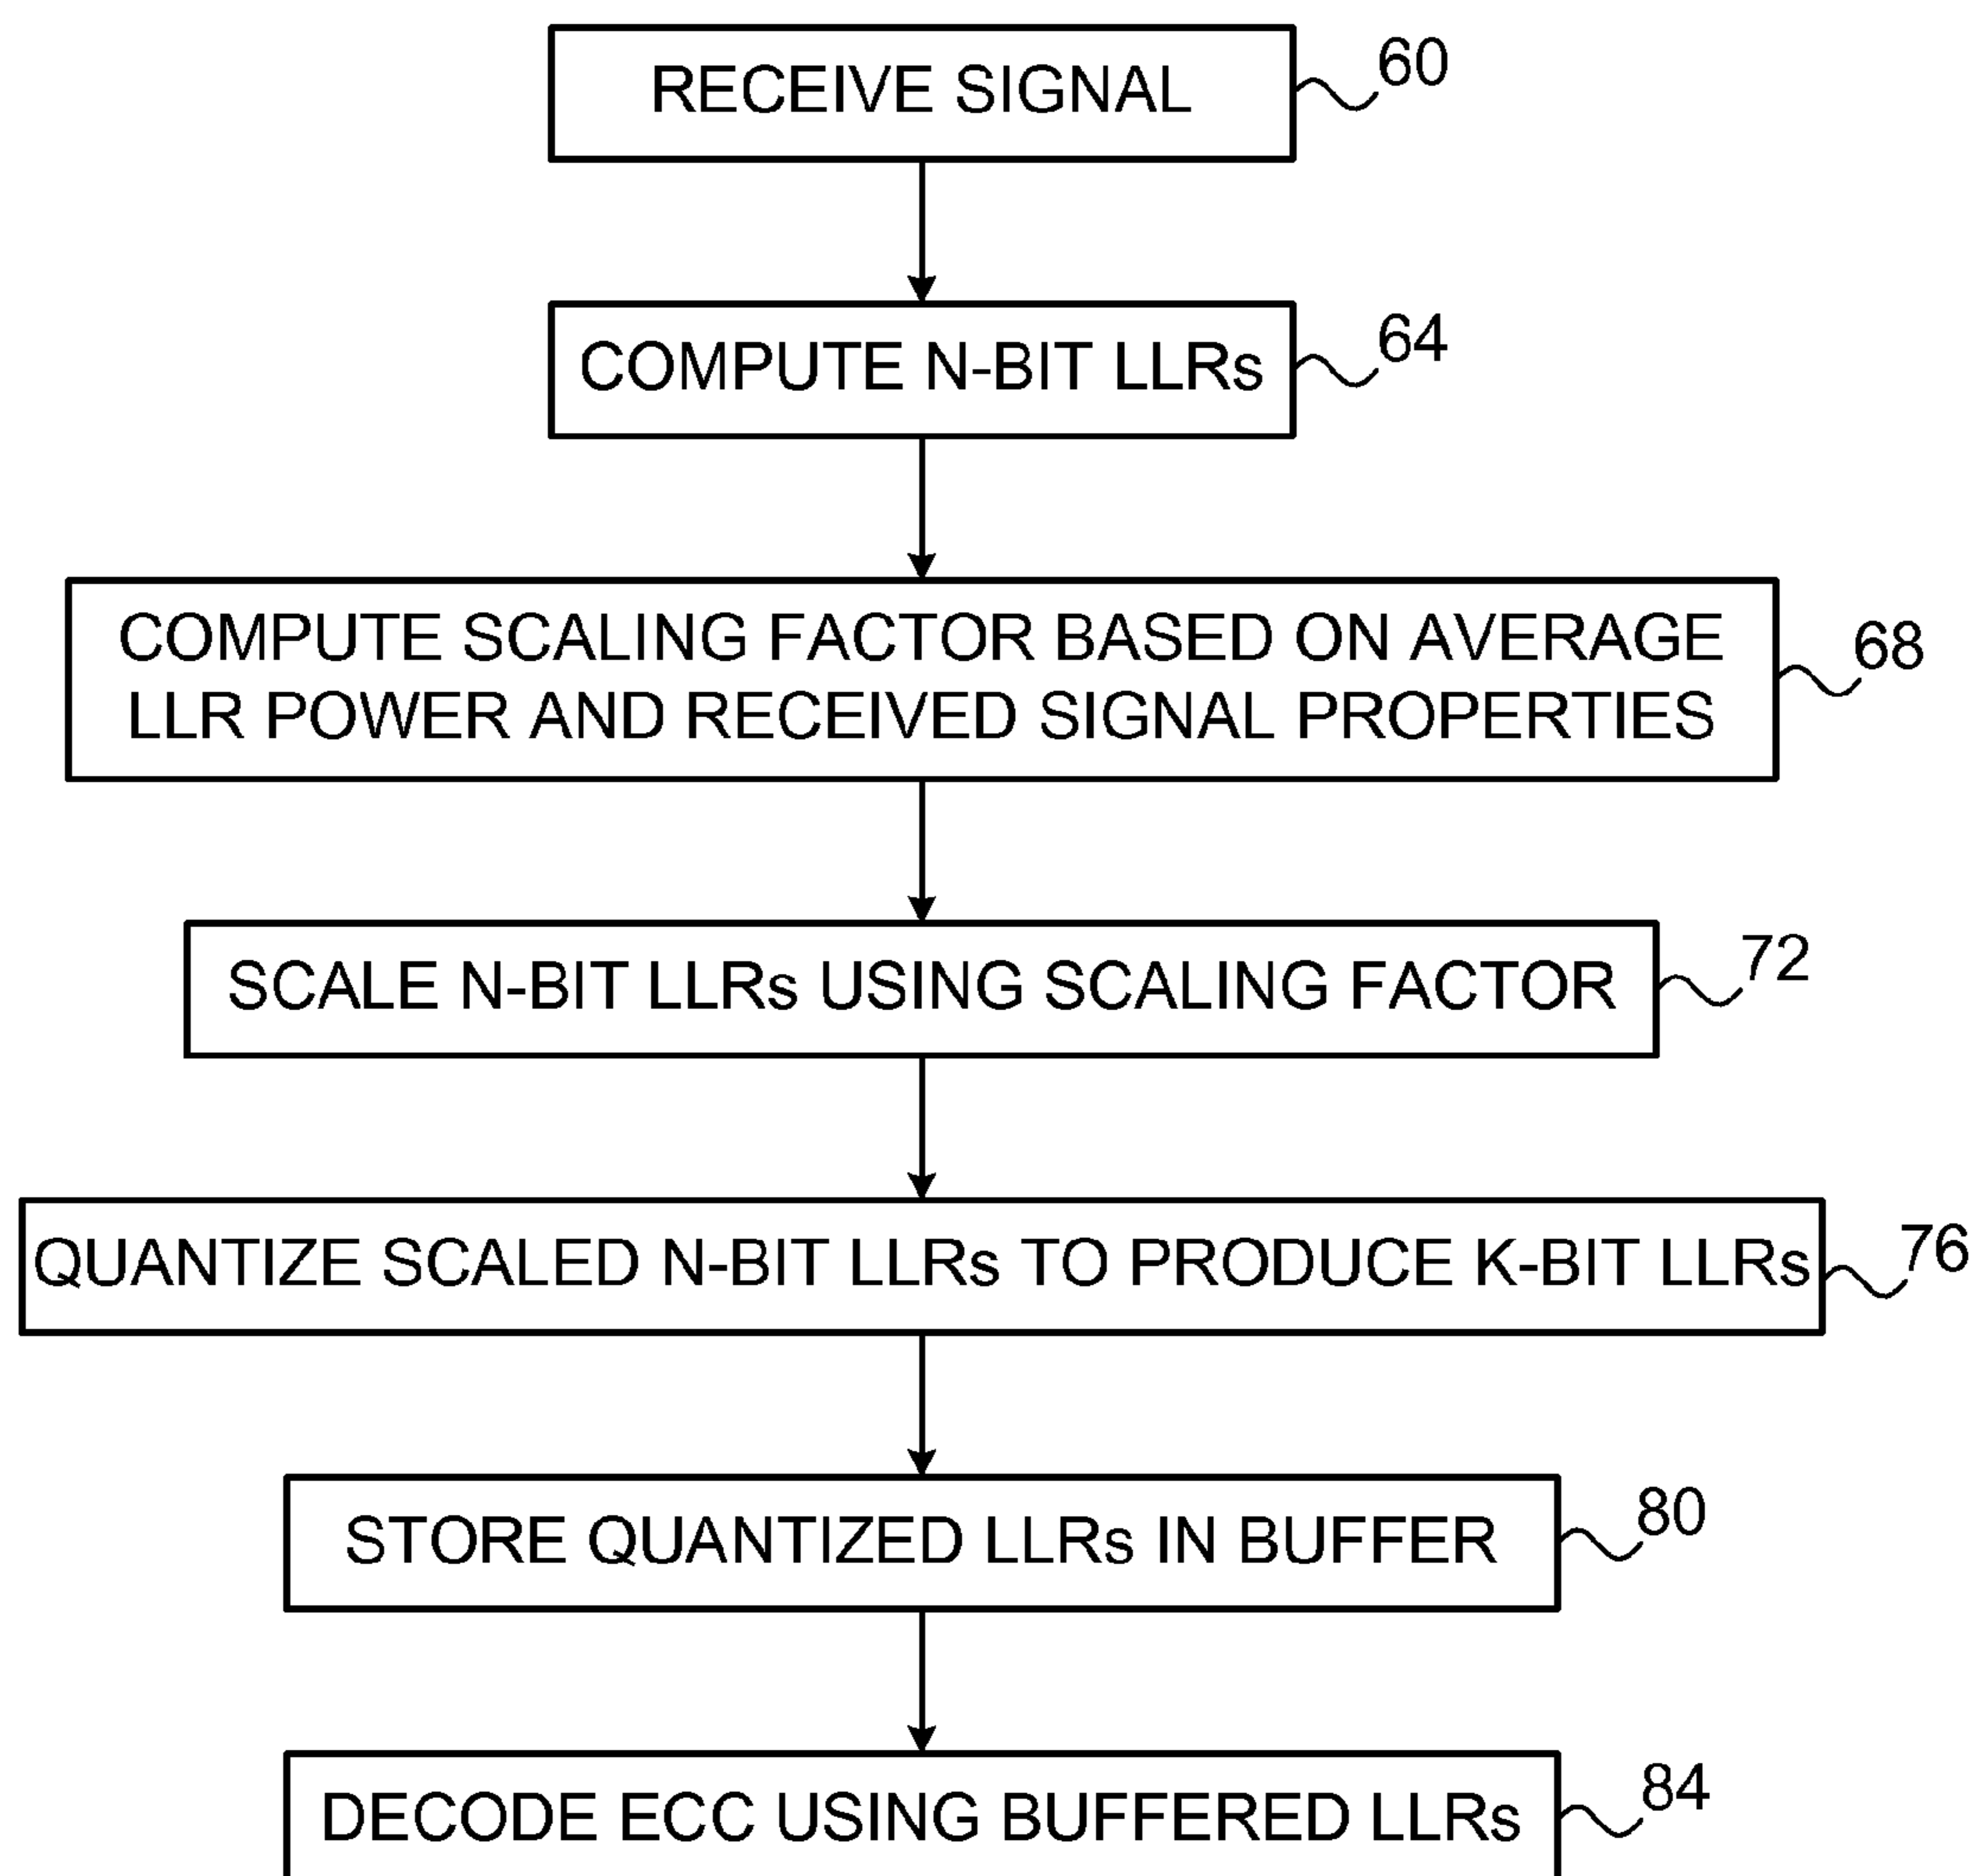 RECEIVE SIGNAL
60
COMPUTE N-BIT LLRs
64
COMPUTE SCALING FACTOR BASED ON AVERAGE
LLR POWER AND RECEIVED SIGNAL PROPERTIES
68
SCALE N-BIT LLRs USING SCALING FACTOR
72
QUANTIZE SCALED N-BIT LLRs TO PRODUCE K-BIT LLRs
76
STORE QUANTIZED LLRs IN BUFFER
80
DECODE ECC USING BUFFERED LLRs
84